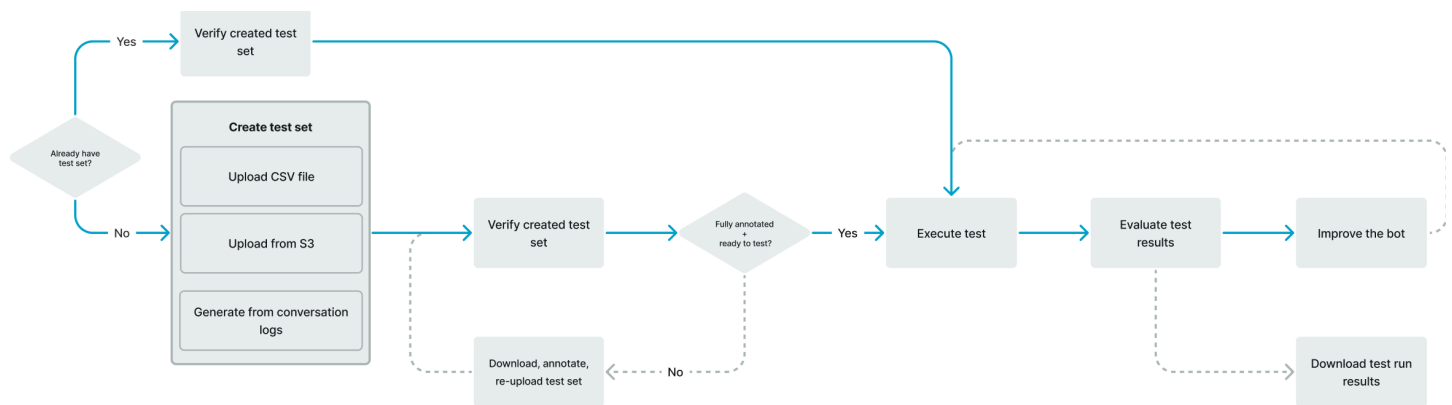 Yes
Verify created test
set
Already have
test set?
No
Create test set
Upload CSV file
Upload from S3
Generate from conversation
logs
Verify created test
set
Fully annotated
+
ready to test?
Yes
Execute test
Evaluate test
results
Improve the bot
Download, annotate,
re-upload test set
No
Download test run
results